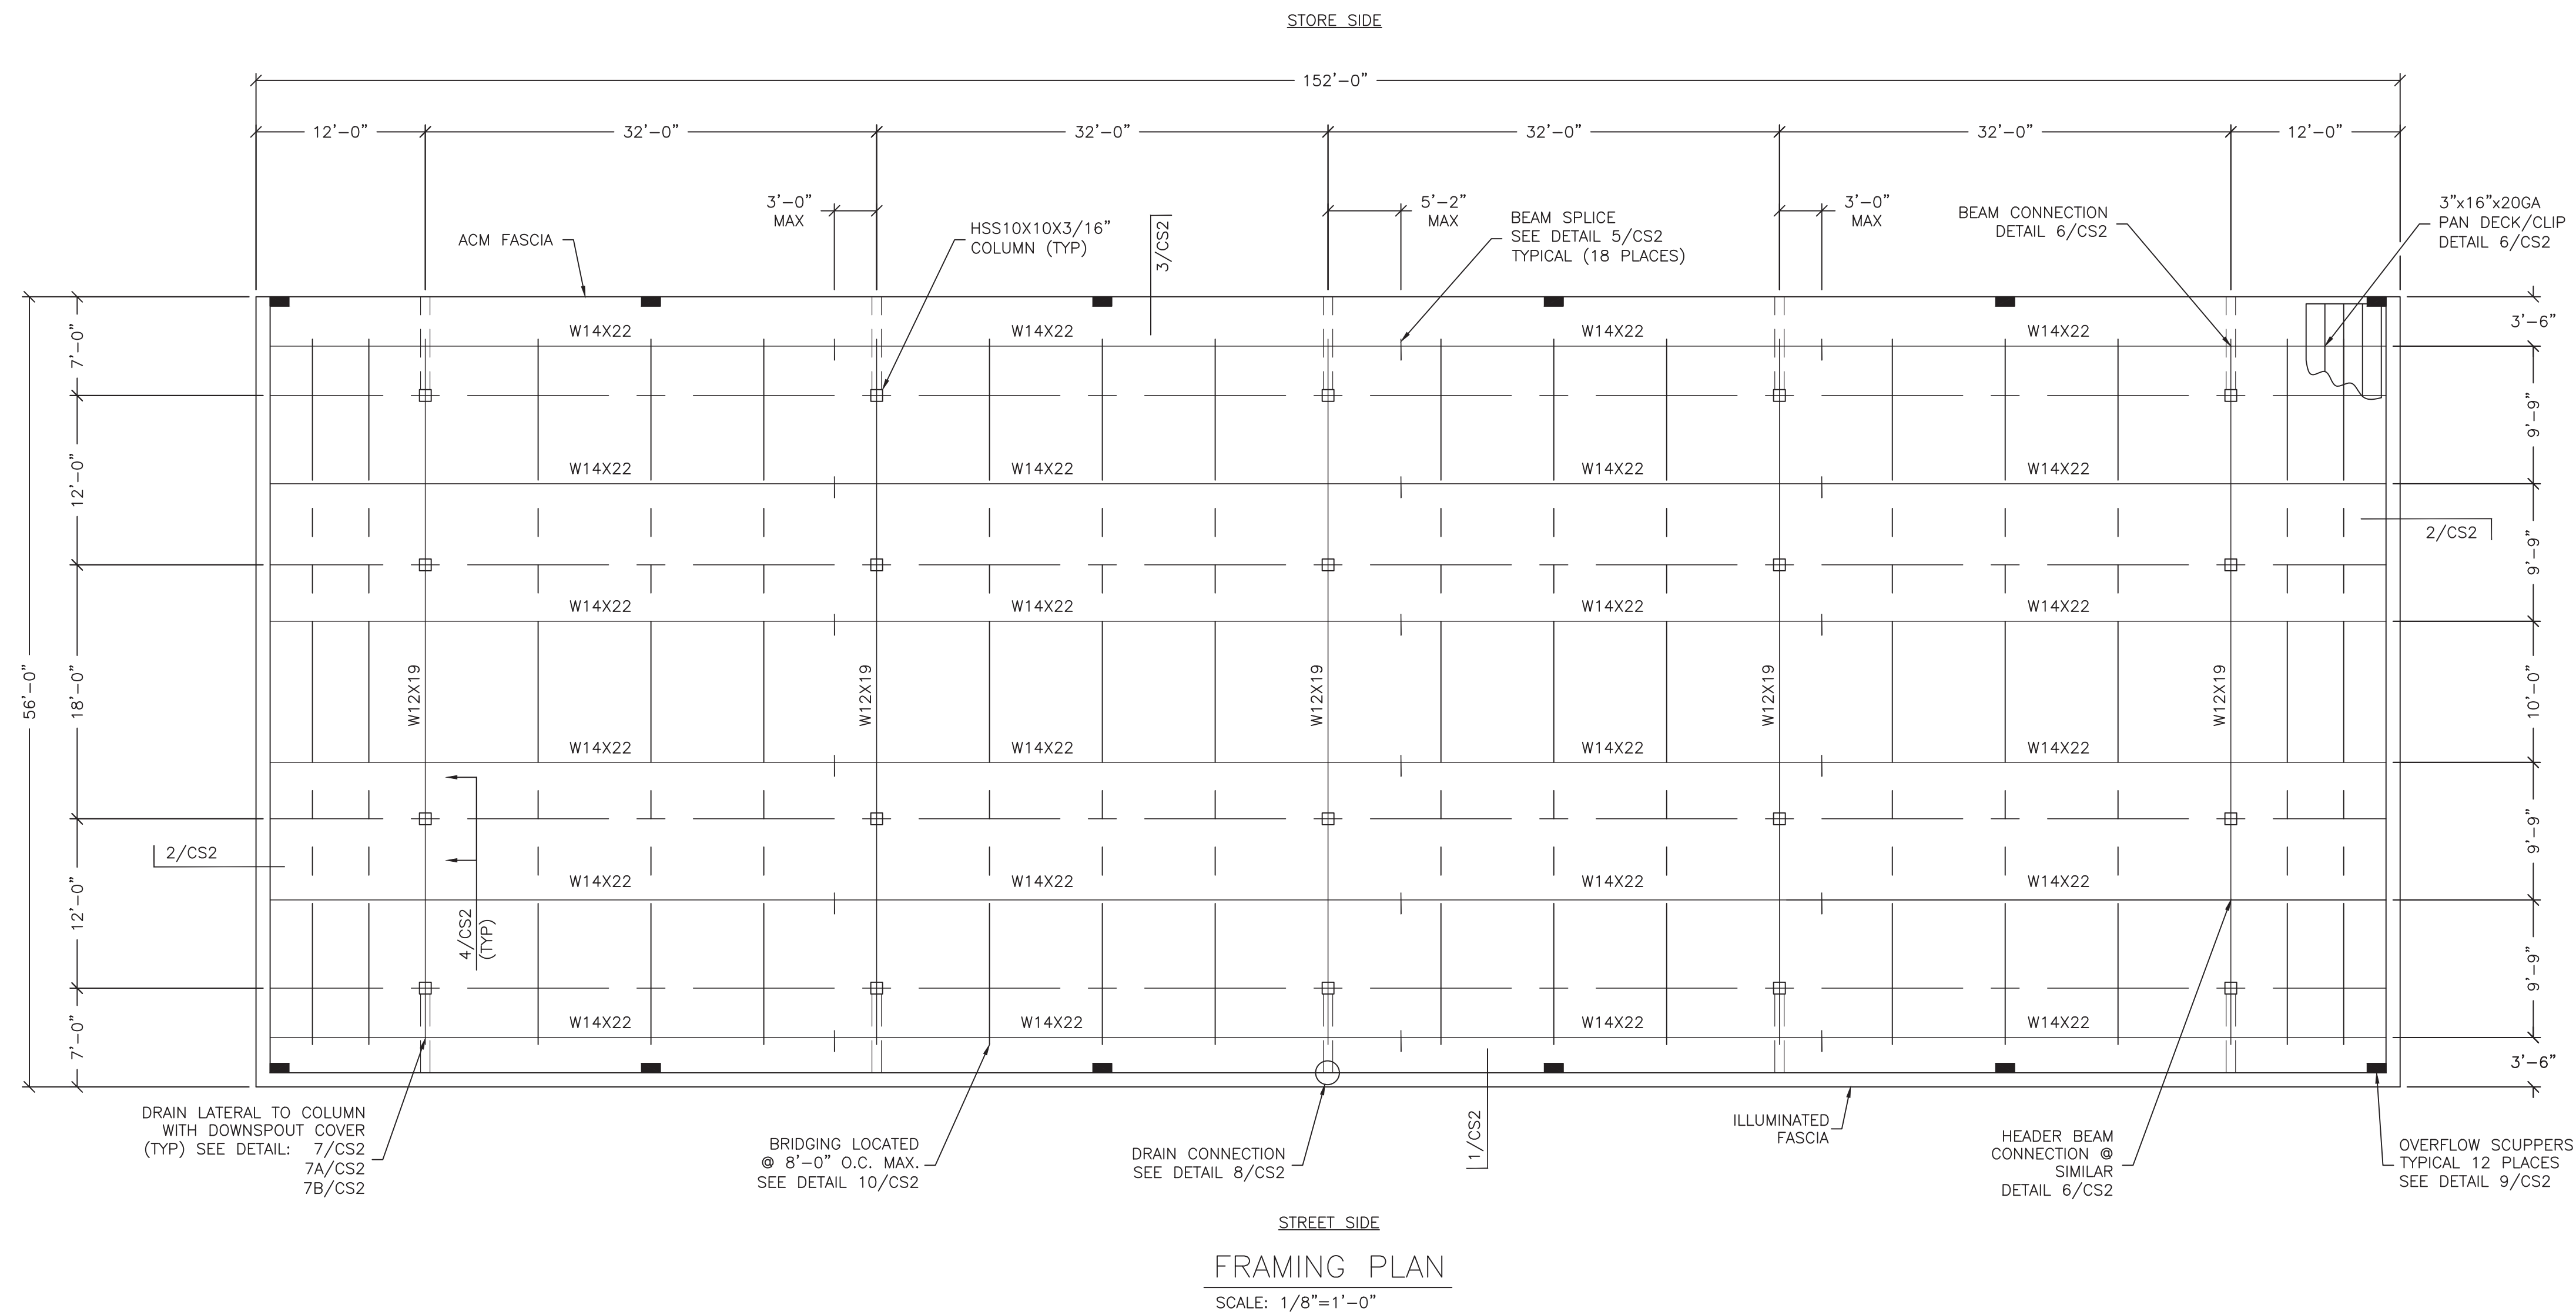 STORE SIDE
152'-0"
12'-0"
32'-0"
32'-0"
32'-0"
32'-0"
12'-0"
3'-0"
MAX
5'-2"
MAX
3'-0"
MAX
ACM FASCIA
HSS10X10X3/16"
COLUMN (TYP)
3/CS2
BEAM SPLICE
SEE DETAIL 5/CS2
TYPICAL (18 PLACES)
BEAM CONNECTION
DETAIL 6/CS2
3"x16"x20GA
PAN DECK/CLIP
DETAIL 6/CS2
56'-0"
7'-0"
12'-0"
18'-0"
12'-0"
7'-0"
W14X22
W14X22
W14X22
W14X22
W14X22
W14X22
W14X22
W14X22
W14X22
W14X22
W14X22
W14X22
W12X19
W12X19
W12X19
W12X19
W12X19
W14X22
W14X22
W14X22
W14X22
W14X22
W14X22
W14X22
W14X22
W14X22
W14X22
W14X22
W14X22
3'-6"
9'-9"
9'-9"
10'-0"
9'-9"
9'-9"
3'-6"
2/CS2
2/CS2
4/CS2
(TYP)
DRAIN LATERAL TO COLUMN
WITH DOWNSPOUT COVER
(TYP) SEE DETAIL: 7/CS2
7A/CS2
7B/CS2
BRIDGING LOCATED
@ 8'-0" O.C. MAX.
SEE DETAIL 10/CS2
DRAIN CONNECTION
SEE DETAIL 8/CS2
1/CS2
ILLUMINATED
FASCIA
HEADER BEAM
CONNECTION @
SIMILAR
DETAIL 6/CS2
OVERFLOW SCUPPERS
TYPICAL 12 PLACES
SEE DETAIL 9/CS2
STREET SIDE
FRAMING PLAN
SCALE: 1/8"=1'-0"